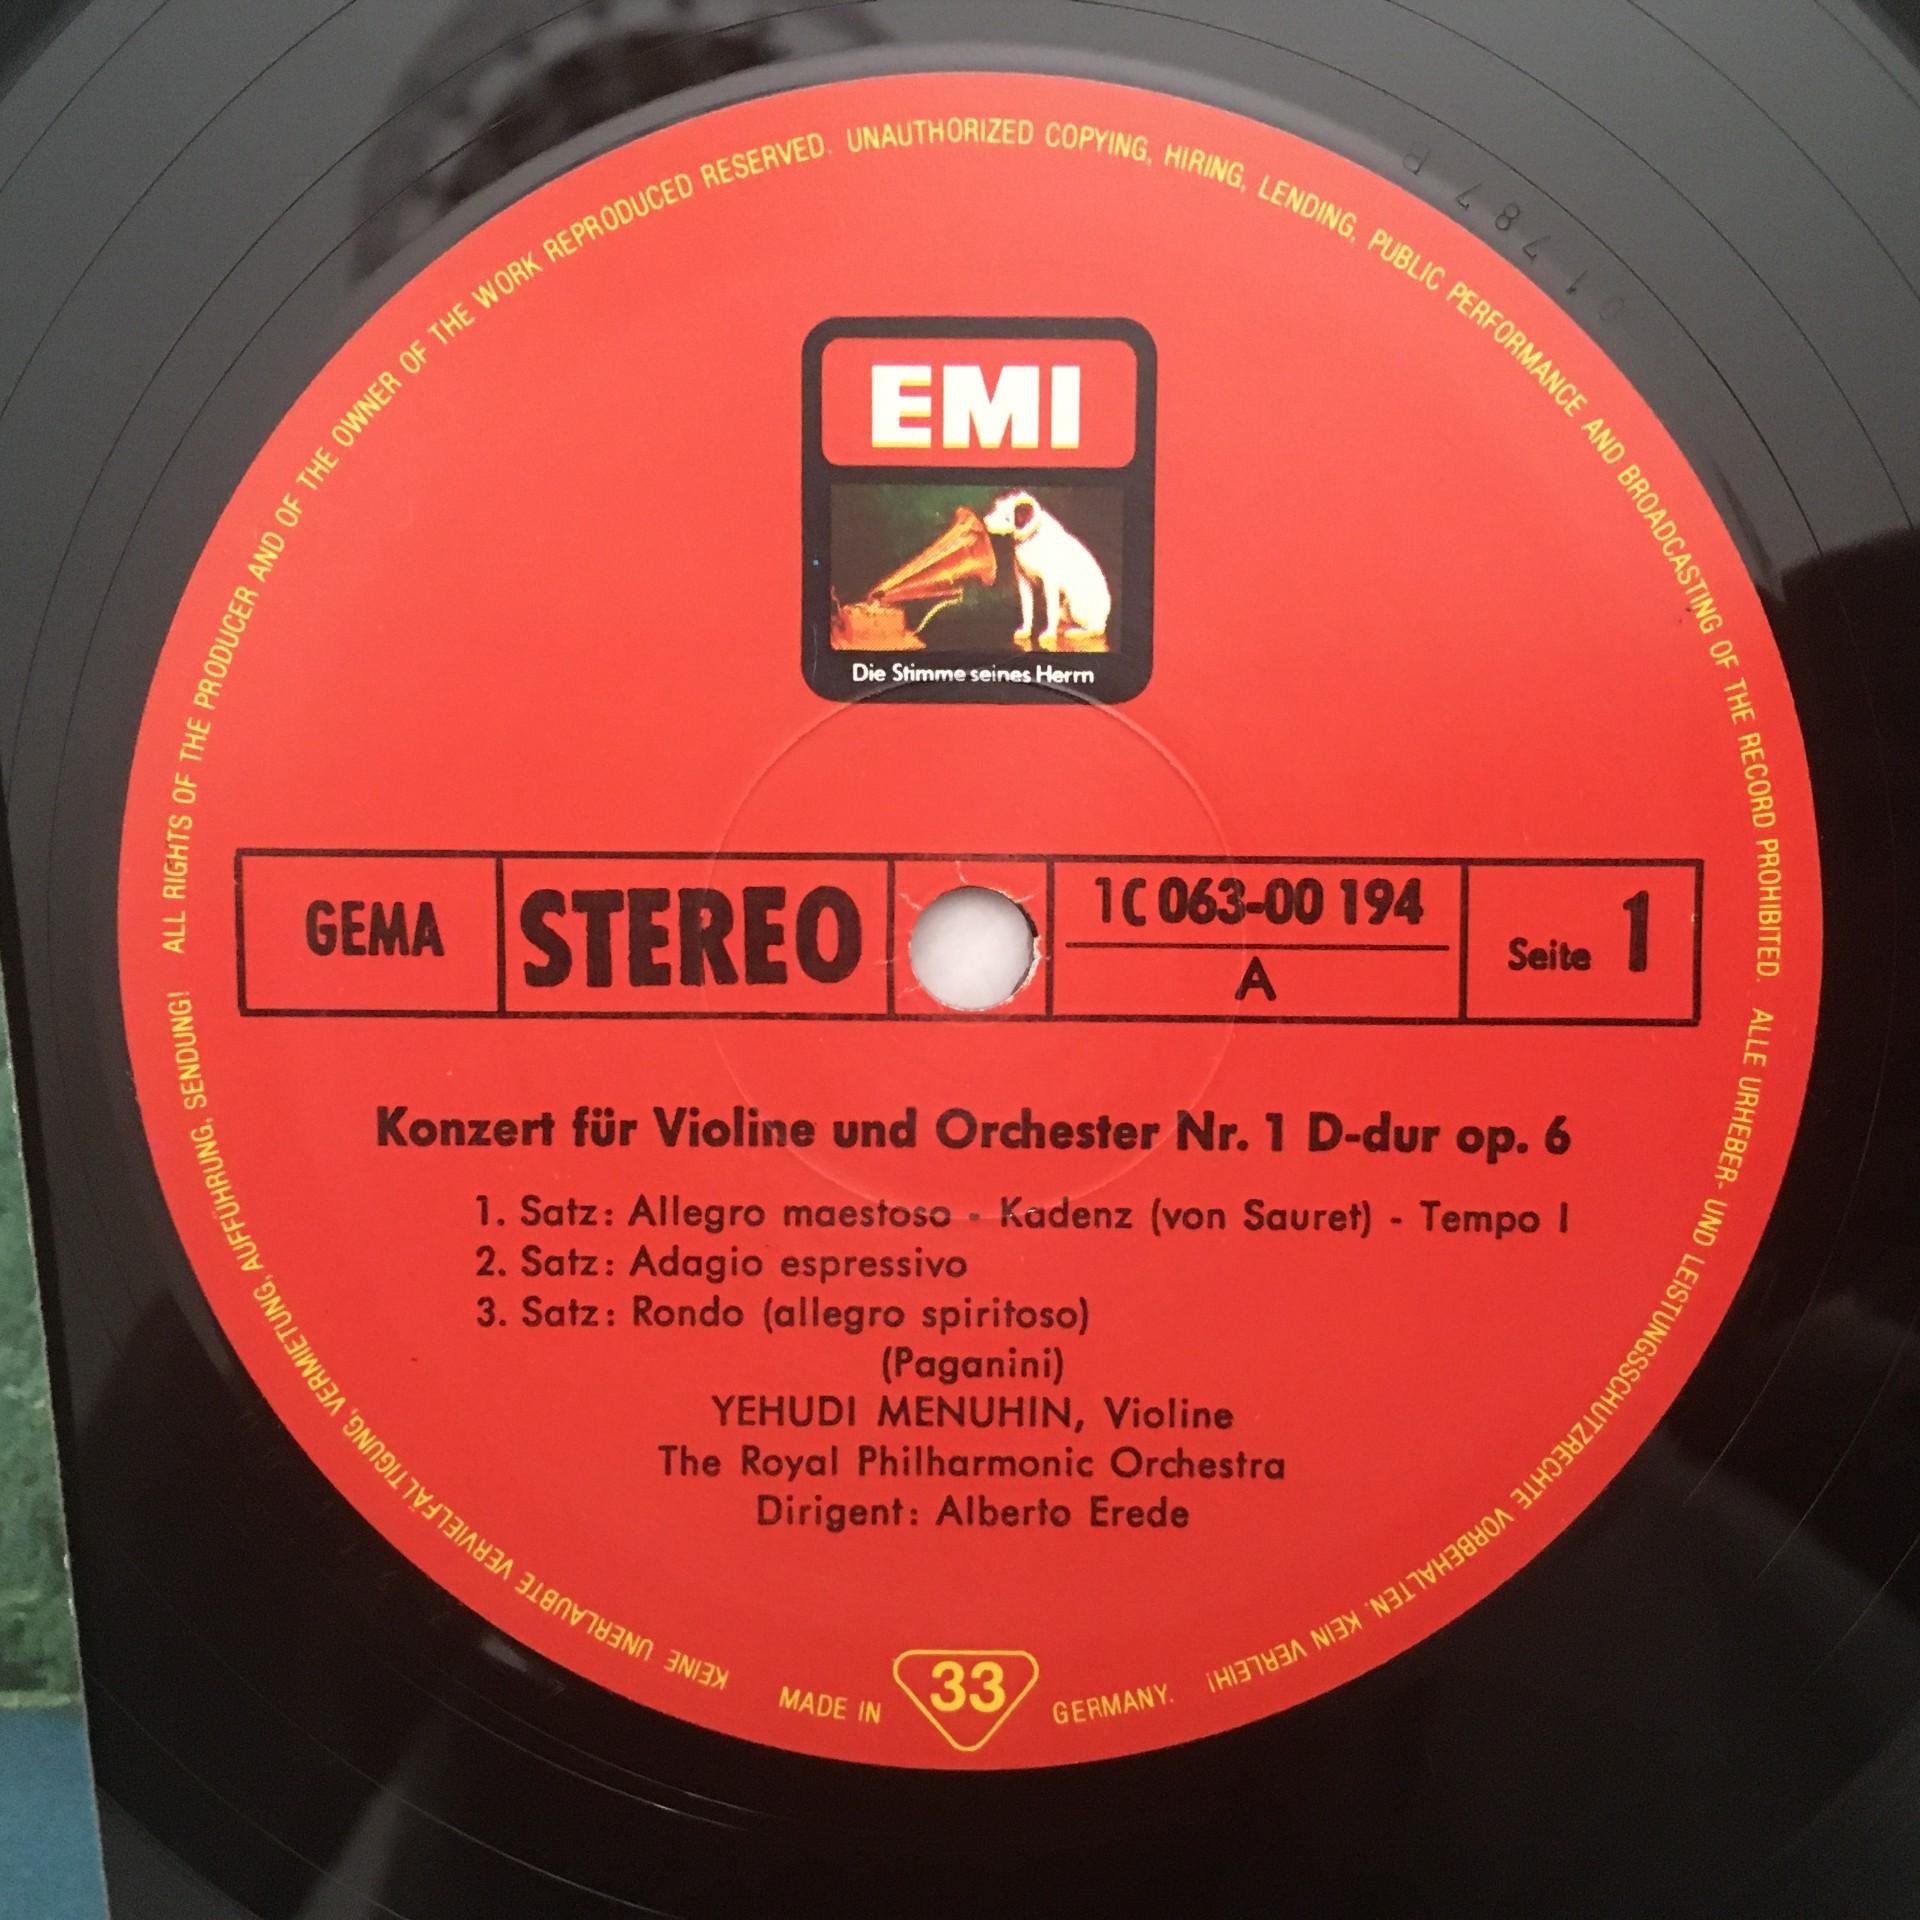 ALL RIGHTS OF THE PRODUCER AND OF THE OWNER OF THE WORK REPRODUCED RESERVED. UNAUTHORIZED COPYING, HIRING, LENDING, PUBLIC PERFORMANCE AND BROADCASTING OF THE RECORD PROHIBITED.
ALLE URHEBER- UND LEISTUNGSSCHUTZRECHTE VORBEHALTEN. KEIN VERLEIH!
KEINE UNERLAUBTE VERVIELFÄLTIGUNG, VERMIETUNG, AUFFÜHRUNG, SENDUNG!
EMI
Die Stimme seines Herrn
GEMA
STEREO
1C 063-00 194
A
Seite 1
Konzert für Violine und Orchester Nr. 1 D-dur op. 6
1. Satz: Allegro maestoso - Kadenz (von Sauret) - Tempo I
2. Satz: Adagio espressivo
3. Satz: Rondo (allegro spiritoso)
(Paganini)
YEHUDI MENUHIN, Violine
The Royal Philharmonic Orchestra
Dirigent: Alberto Erede
MADE IN 33 GERMANY.